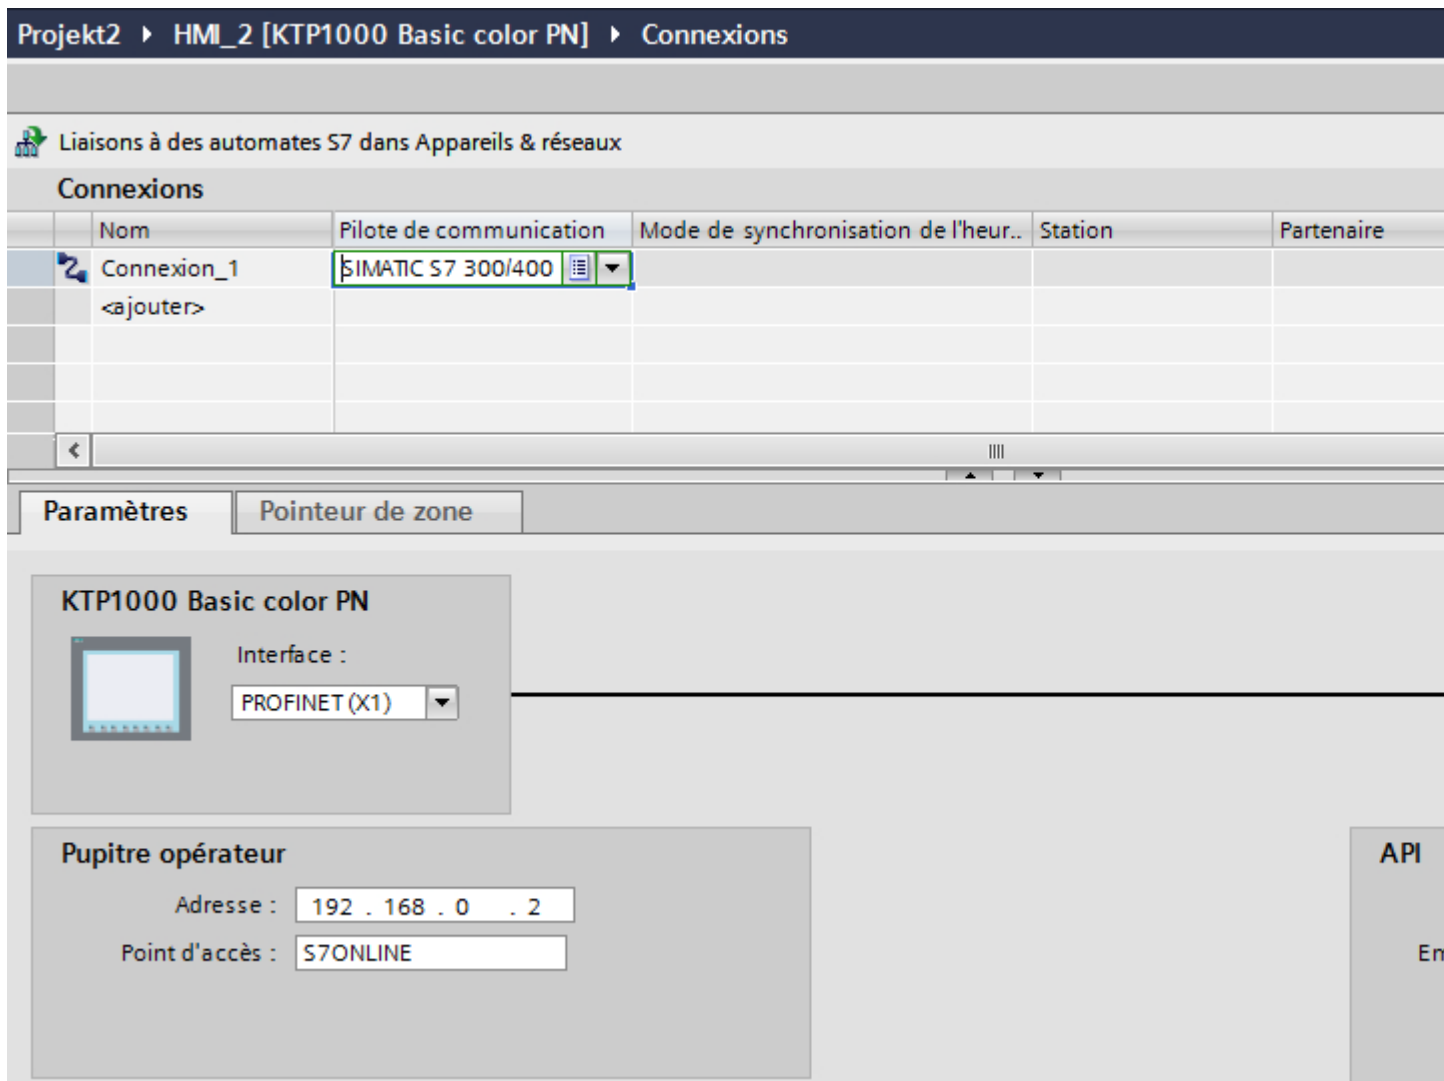 Projekt2 ▸ HMI_2 [KTP1000 Basic color PN] ▸ Connexions
Liaisons à des automates S7 dans Appareils & réseaux
Connexions
Nom Pilote de communication Mode de synchronisation de l'heur.. Station Partenaire
Connexion_1 SIMATIC S7 300/400
<ajouter>
Paramètres Pointeur de zone
KTP1000 Basic color PN
Interface :
PROFINET (X1)
Pupitre opérateur API
Adresse : 192 . 168 . 0 . 2
Point d'accès : S7ONLINE Em